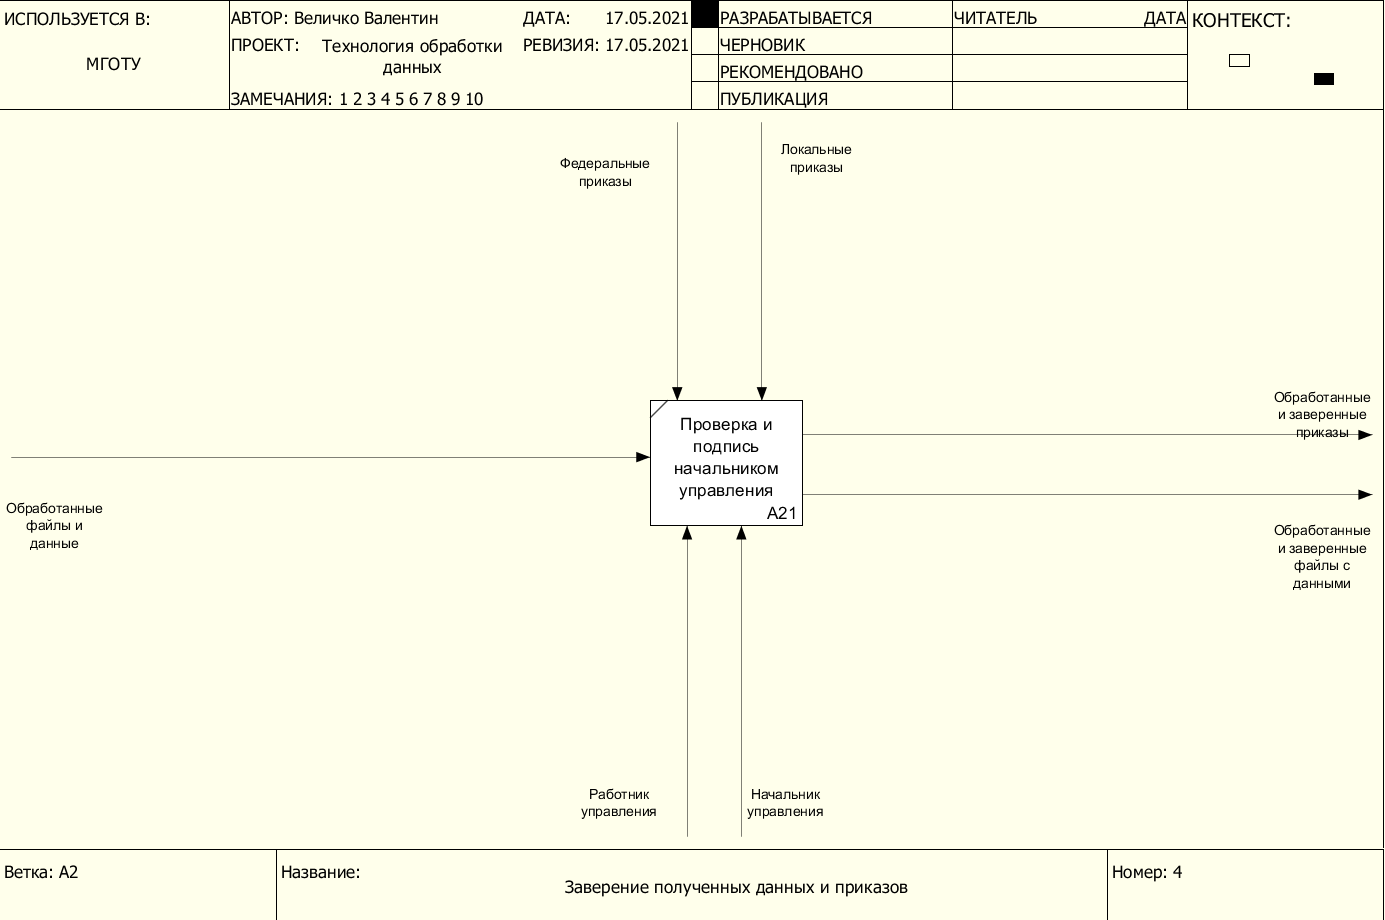 ИСПОЛЬЗУЕТСЯ В:
МГОТУ
АВТОР: Величко Валентин
ДАТА: 17.05.2021
ПРОЕКТ: Технология обработки
данных
РЕВИЗИЯ: 17.05.2021
ЗАМЕЧАНИЯ: 1 2 3 4 5 6 7 8 9 10
РАЗРАБАТЫВАЕТСЯ
ЧЕРНОВИК
РЕКОМЕНДОВАНО
ПУБЛИКАЦИЯ
ЧИТАТЕЛЬ
ДАТА
КОНТЕКСТ:
Федеральные
приказы
Локальные
приказы
Обработанные
файлы и
данные
Проверка и
подпись
начальником
управления
A21
Обработанные
и заверенные
приказы
Обработанные
и заверенные
файлы с
данными
Работник
управления
Начальник
управления
Ветка: A2
Название:
Заверение полученных данных и приказов
Номер: 4